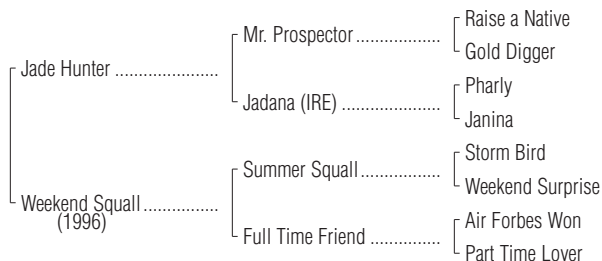 Raise a Native
Mr. Prospector ..................
Gold Digger
Jade Hunter ......................
Pharly
Jadana (IRE) .....................
Janina
Storm Bird
Summer Squall .................
Weekend Surprise
Weekend Squall ................
(1996)
Air Forbes Won
Full Time Friend ...............
Part Time Lover